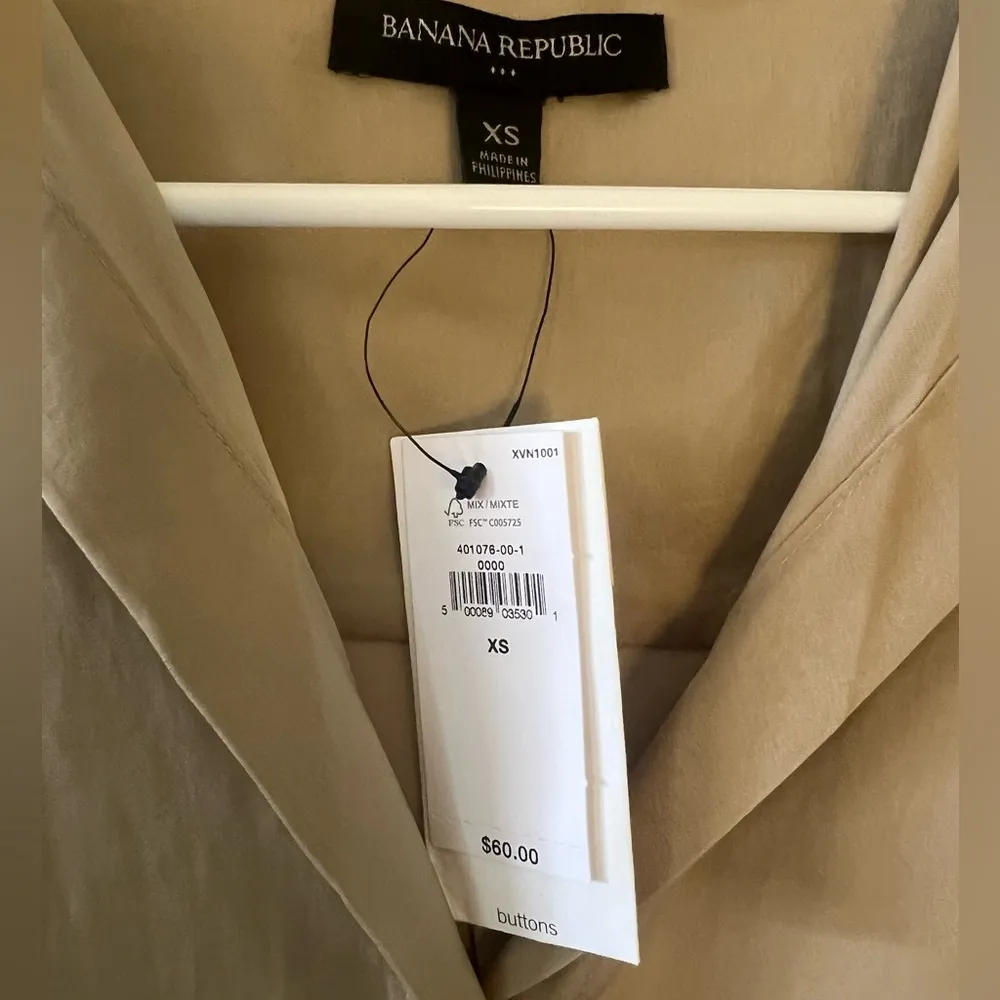 BANANA REPUBLIC
XS
MADE IN
PHILIPPINES
XVN1001
MIX / MIXTE
FSC FSC™ C005725
401076-00-1
0000
5 00089 03530 1
XS
$60.00
buttons